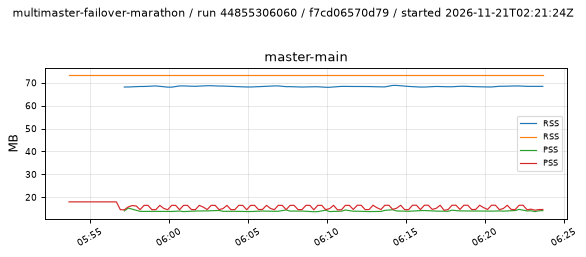 multimaster-failover-marathon / run 44855306060 / f7cd06570d79 / started 2026-11-21T02:21:24Z
master-main
MB
70
60
50
40
30
20
RSS
RSS
PSS
PSS
05:55
06:00
06:05
06:10
06:15
06:20
06:25